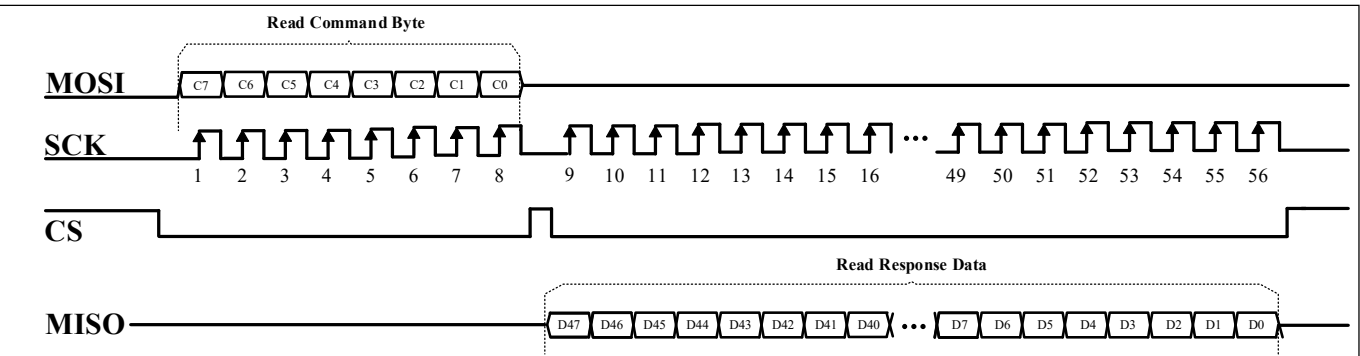 Read Command Byte
MOSI C7 C6 C5 C4 C3 C2 C1 C0
SCK ...
1 2 3 4 5 6 7 8 9 10 11 12 13 14 15 16 49 50 51 52 53 54 55 56
CS
Read Response Data
MISO D47 D46 D45 D44 D43 D42 D41 D40 ... D7 D6 D5 D4 D3 D2 D1 D0